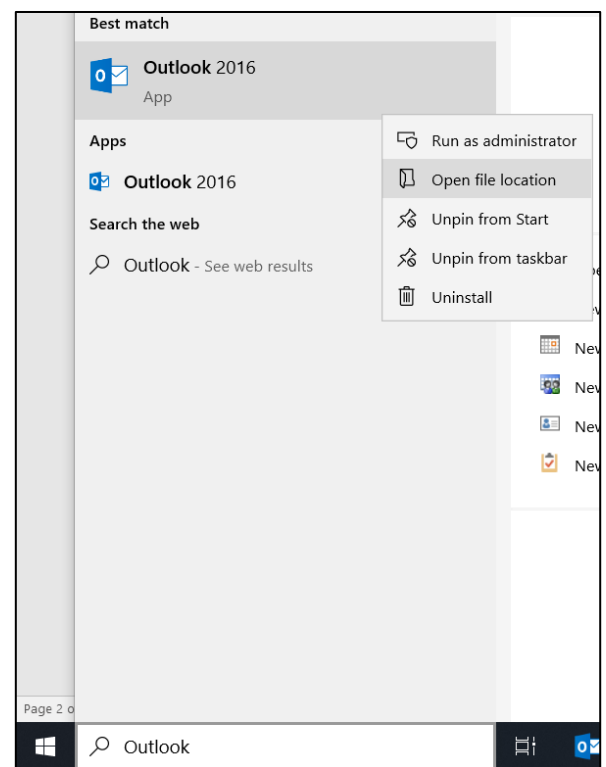 Best match
Outlook 2016
App
Apps
Outlook 2016
Search the web
Outlook - See web results
Run as administrator
Open file location
Unpin from Start
Unpin from taskbar
Uninstall
Page 2
Outlook